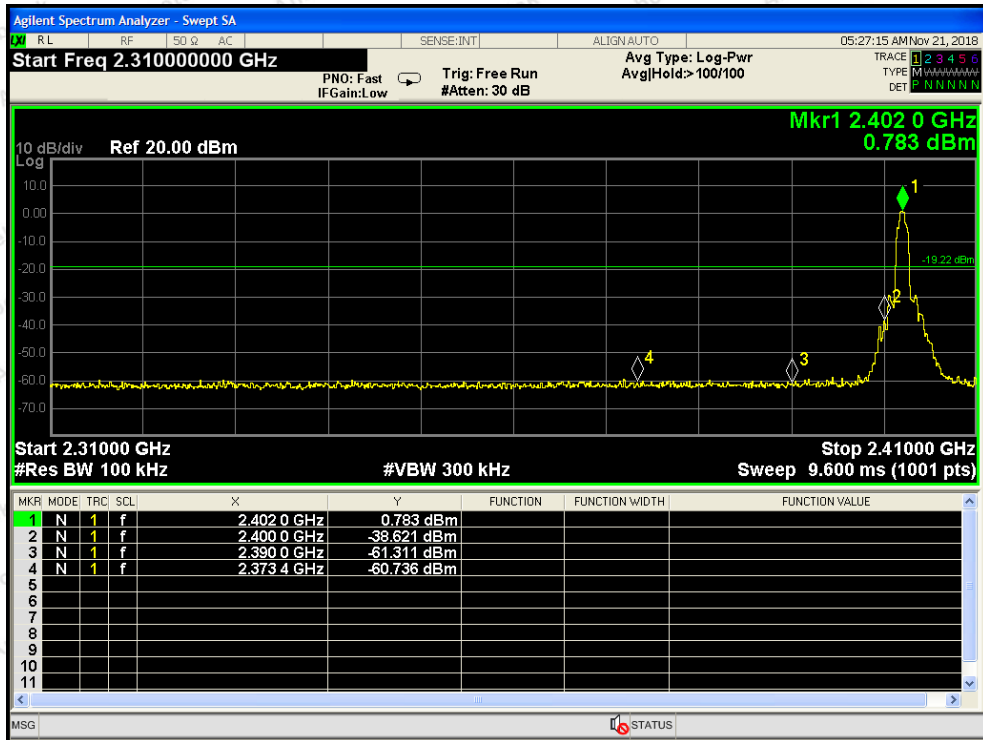 Agilent Spectrum Analyzer - Swept SA
LXI RL RF 50 Ω AC SENSE:INT ALIGN AUTO 05:27:15 AM Nov 21, 2018
Start Freq 2.310000000 GHz
PNO: Fast
IFGain:Low
Trig: Free Run
#Atten: 30 dB
Avg Type: Log-Pwr
Avg|Hold:> 100/100
TRACE 1 2 3 4 5 6
TYPE M WWWWW
DET P N N N N N
Mkr1 2.402 0 GHz
0.783 dBm
10 dB/div Ref 20.00 dBm
Log
10.0
0.00
-10.0
-20.0
-30.0
-40.0
-50.0
-60.0
-70.0
1
-19.22 dBm
2
3
4
Start 2.31000 GHz Stop 2.41000 GHz
#Res BW 100 kHz #VBW 300 kHz Sweep 9.600 ms (1001 pts)
MKR MODE TRC SCL X Y FUNCTION FUNCTION WIDTH FUNCTION VALUE
1 N 1 f 2.402 0 GHz 0.783 dBm
2 N 1 f 2.400 0 GHz -38.621 dBm
3 N 1 f 2.390 0 GHz -61.311 dBm
4 N 1 f 2.373 4 GHz -60.736 dBm
5
6
7
8
9
10
11
MSG STATUS